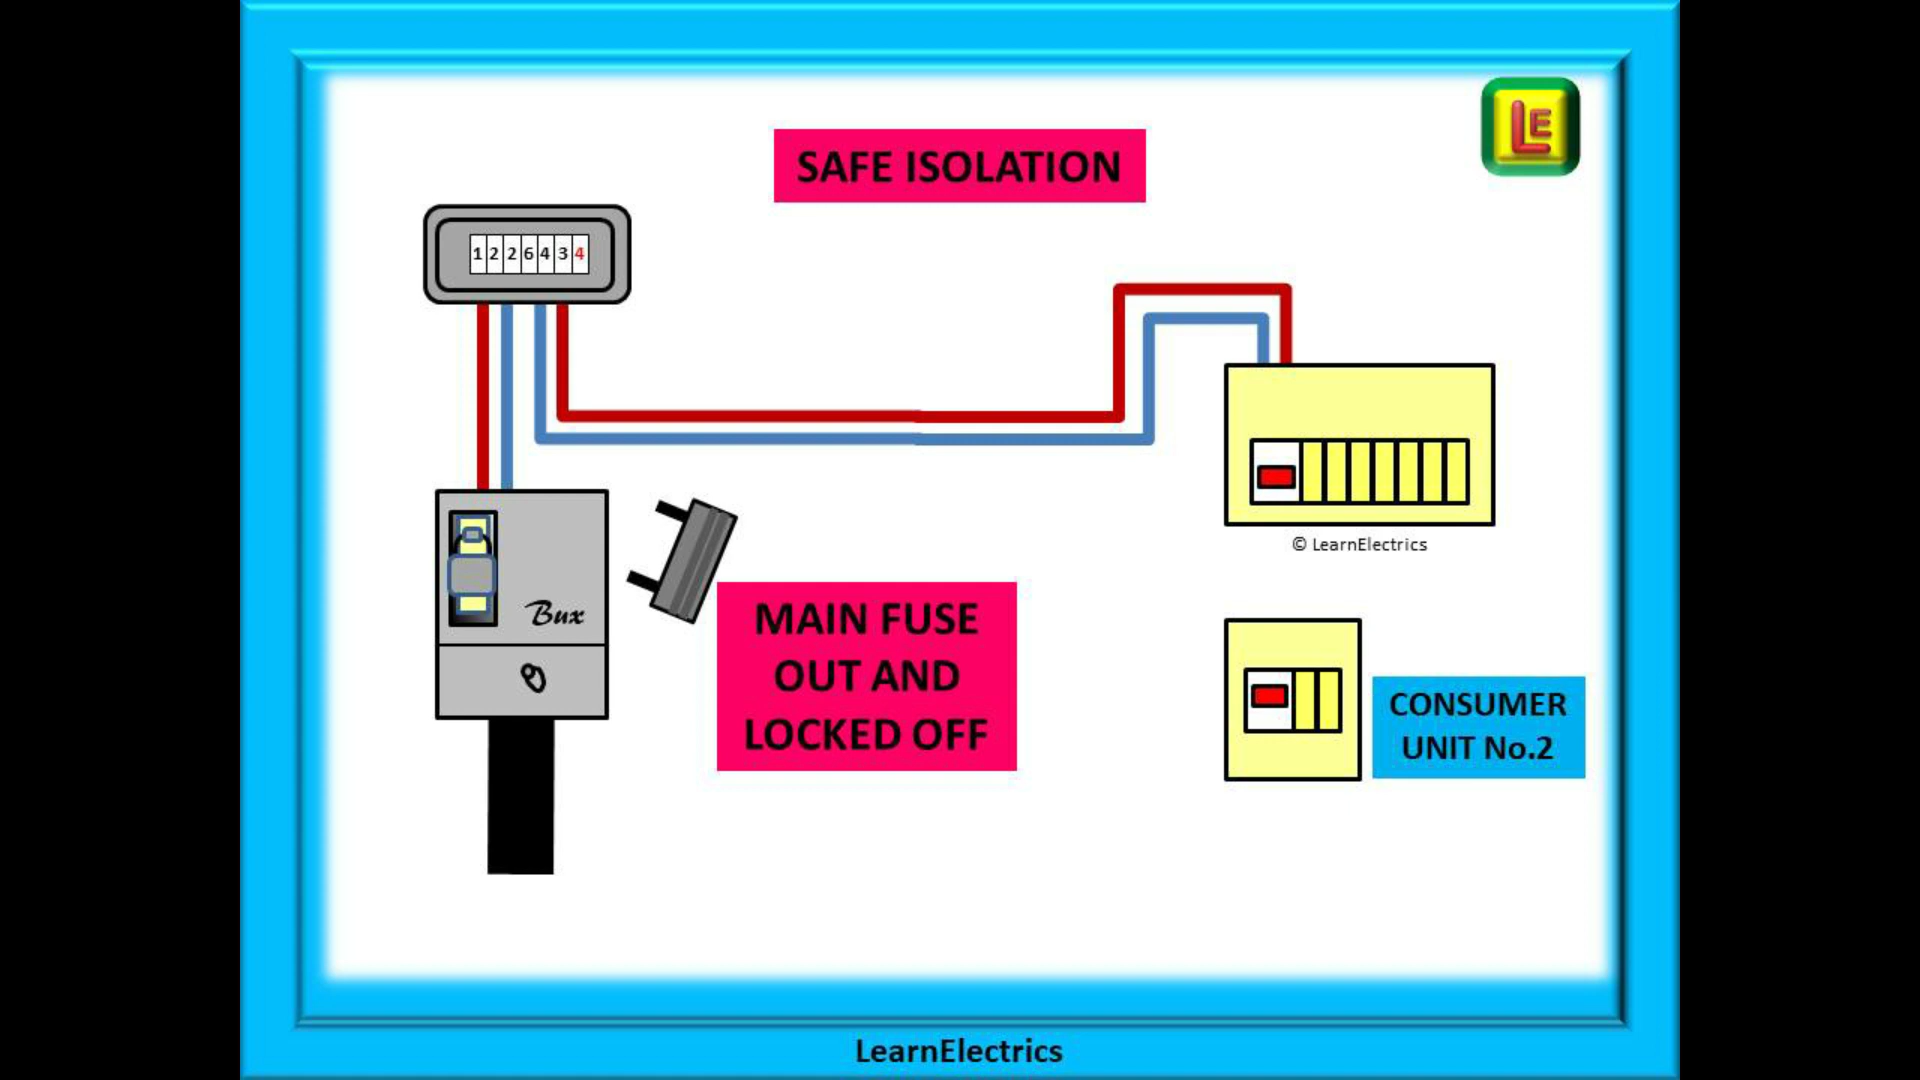 LE
SAFE ISOLATION
1226434
Bux
MAIN FUSE
OUT AND
LOCKED OFF
© LearnElectrics
CONSUMER
UNIT No.2
LearnElectrics